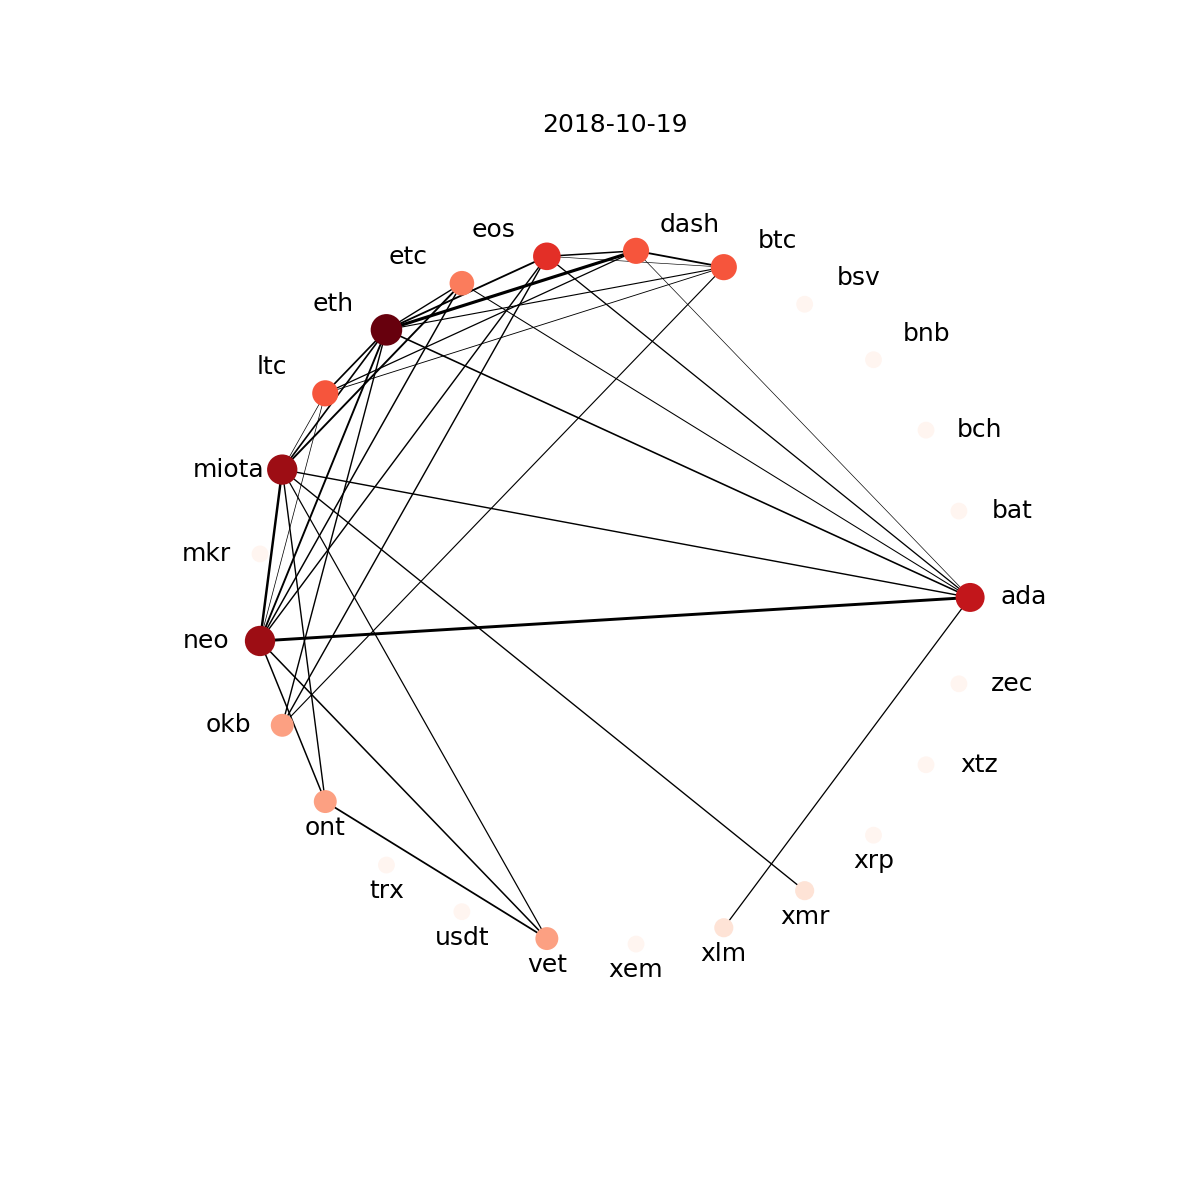 2018-10-19
dash
eos
btc
etc
bsv
eth
bnb
ltc
bch
miota
bat
mkr
ada
neo
zec
okb
xtz
ont
xrp
trx
xmr
usdt
xlm
vet
xem